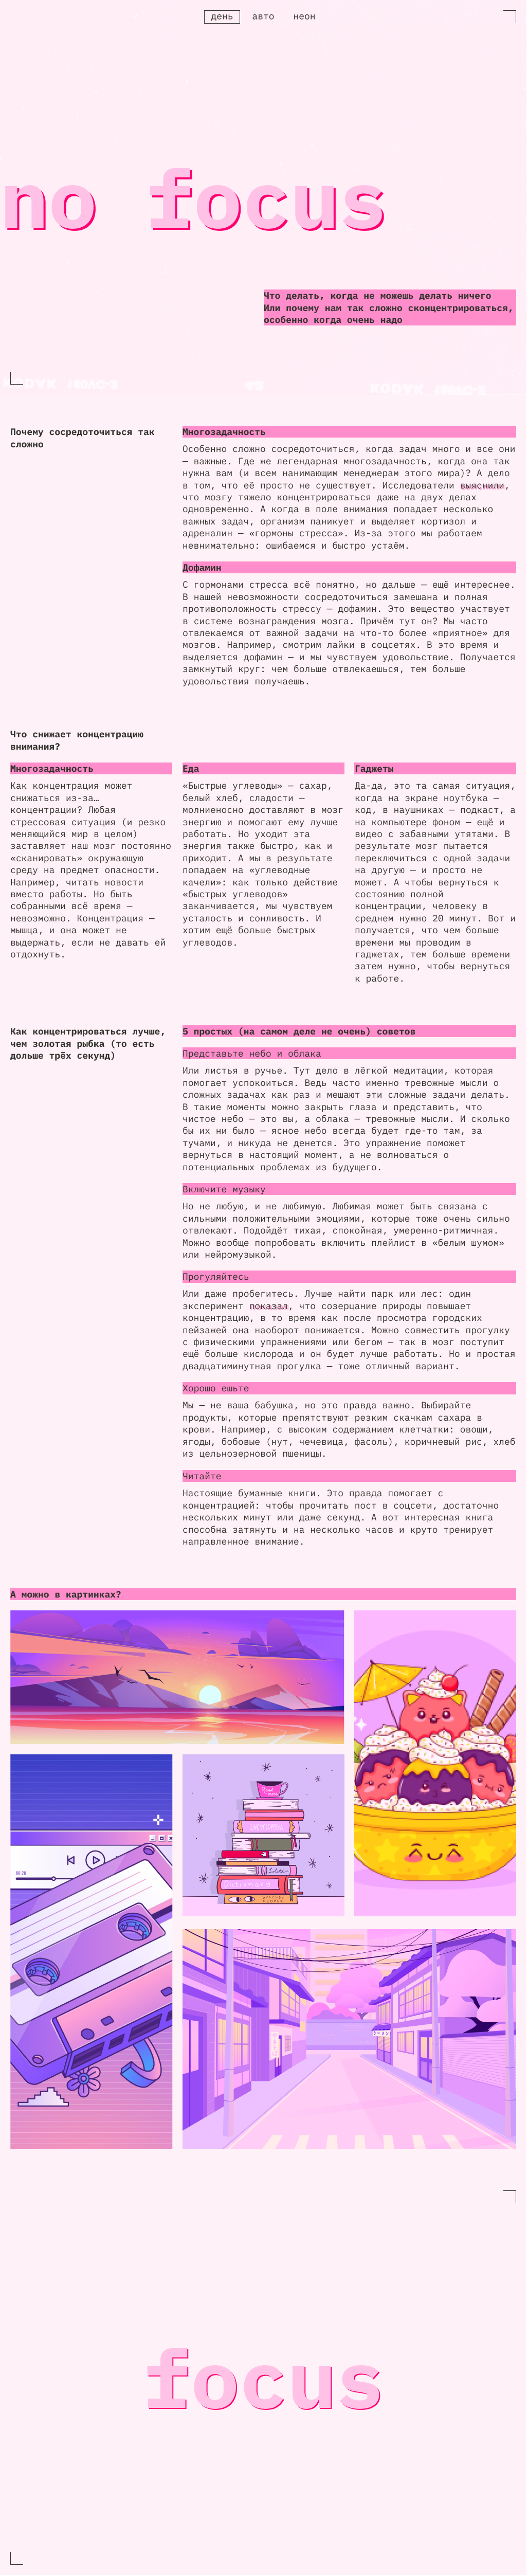 день авто неон
no focus
Что делать, когда не можешь делать ничего
Или почему нам так сложно сконцентрироваться,
особенно когда очень надо
Почему сосредоточиться так
сложно
Многозадачность
Особенно сложно сосредоточиться, когда задач много и все они
— важные. Где же легендарная многозадачность, когда она так
нужна вам (и всем нанимающим менеджерам этого мира)? А дело
в том, что её просто не существует. Исследователи выяснили,
что мозгу тяжело концентрироваться даже на двух делах
одновременно. А когда в поле внимания попадает несколько
важных задач, организм паникует и выделяет кортизол и
адреналин — «гормоны стресса». Из-за этого мы работаем
невнимательно: ошибаемся и быстро устаём.
Дофамин
С гормонами стресса всё понятно, но дальше — ещё интереснее.
В нашей невозможности сосредоточиться замешана и полная
противоположность стрессу — дофамин. Это вещество участвует
в системе вознаграждения мозга. Причём тут он? Мы часто
отвлекаемся от важной задачи на что-то более «приятное» для
мозгов. Например, смотрим лайки в соцсетях. В это время и
выделяется дофамин — и мы чувствуем удовольствие. Получается
замкнутый круг: чем больше отвлекаешься, тем больше
удовольствия получаешь.
Что снижает концентрацию
внимания?
Многозадачность
Как концентрация может
снижаться из-за…
концентрации? Любая
стрессовая ситуация (и резко
меняющийся мир в целом)
заставляет наш мозг постоянно
«сканировать» окружающую
среду на предмет опасности.
Например, читать новости
вместо работы. Но быть
собранными всё время —
невозможно. Концентрация —
мышца, и она может не
выдержать, если не давать ей
отдохнуть.
Еда
«Быстрые углеводы» — сахар,
белый хлеб, сладости —
молниеносно доставляют в мозг
энергию и помогают ему лучше
работать. Но уходит эта
энергия также быстро, как и
приходит. А мы в результате
попадаем на «углеводные
качели»: как только действие
«быстрых углеводов»
заканчивается, мы чувствуем
усталость и сонливость. И
хотим ещё больше быстрых
углеводов.
Гаджеты
Да-да, это та самая ситуация,
когда на экране ноутбука —
код, в наушниках — подкаст, а
на компьютере фоном — ещё и
видео с забавными утятами. В
результате мозг пытается
переключиться с одной задачи
на другую — и просто не
может. А чтобы вернуться к
состоянию полной
концентрации, человеку в
среднем нужно 20 минут. Вот и
получается, что чем больше
времени мы проводим в
гаджетах, тем больше времени
затем нужно, чтобы вернуться
к работе.
Как концентрироваться лучше,
чем золотая рыбка (то есть
дольше трёх секунд)
5 простых (на самом деле не очень) советов
Представьте небо и облака
Или листья в ручье. Тут дело в лёгкой медитации, которая
помогает успокоиться. Ведь часто именно тревожные мысли о
сложных задачах как раз и мешают эти сложные задачи делать.
В такие моменты можно закрыть глаза и представить, что
чистое небо — это вы, а облака — тревожные мысли. И сколько
бы их ни было — ясное небо всегда будет где-то там, за
тучами, и никуда не денется. Это упражнение поможет
вернуться в настоящий момент, а не волноваться о
потенциальных проблемах из будущего.
Включите музыку
Но не любую, и не любимую. Любимая может быть связана с
сильными положительными эмоциями, которые тоже очень сильно
отвлекают. Подойдёт тихая, спокойная, умеренно-ритмичная.
Можно вообще попробовать включить плейлист в «белым шумом»
или нейромузыкой.
Прогуляйтесь
Или даже пробегитесь. Лучше найти парк или лес: один
эксперимент показал, что созерцание природы повышает
концентрацию, в то время как после просмотра городских
пейзажей она наоборот понижается. Можно совместить прогулку
с физическими упражнениями или бегом — так в мозг поступит
ещё больше кислорода и он будет лучше работать. Но и простая
двадцатиминутная прогулка — тоже отличный вариант.
Хорошо ешьте
Мы — не ваша бабушка, но это правда важно. Выбирайте
продукты, которые препятствуют резким скачкам сахара в
крови. Например, с высоким содержанием клетчатки: овощи,
ягоды, бобовые (нут, чечевица, фасоль), коричневый рис, хлеб
из цельнозерновой пшеницы.
Читайте
Настоящие бумажные книги. Это правда помогает с
концентрацией: чтобы прочитать пост в соцсети, достаточно
нескольких минут или даже секунд. А вот интересная книга
способна затянуть и на несколько часов и круто тренирует
направленное внимание.
А можно в картинках?
focus